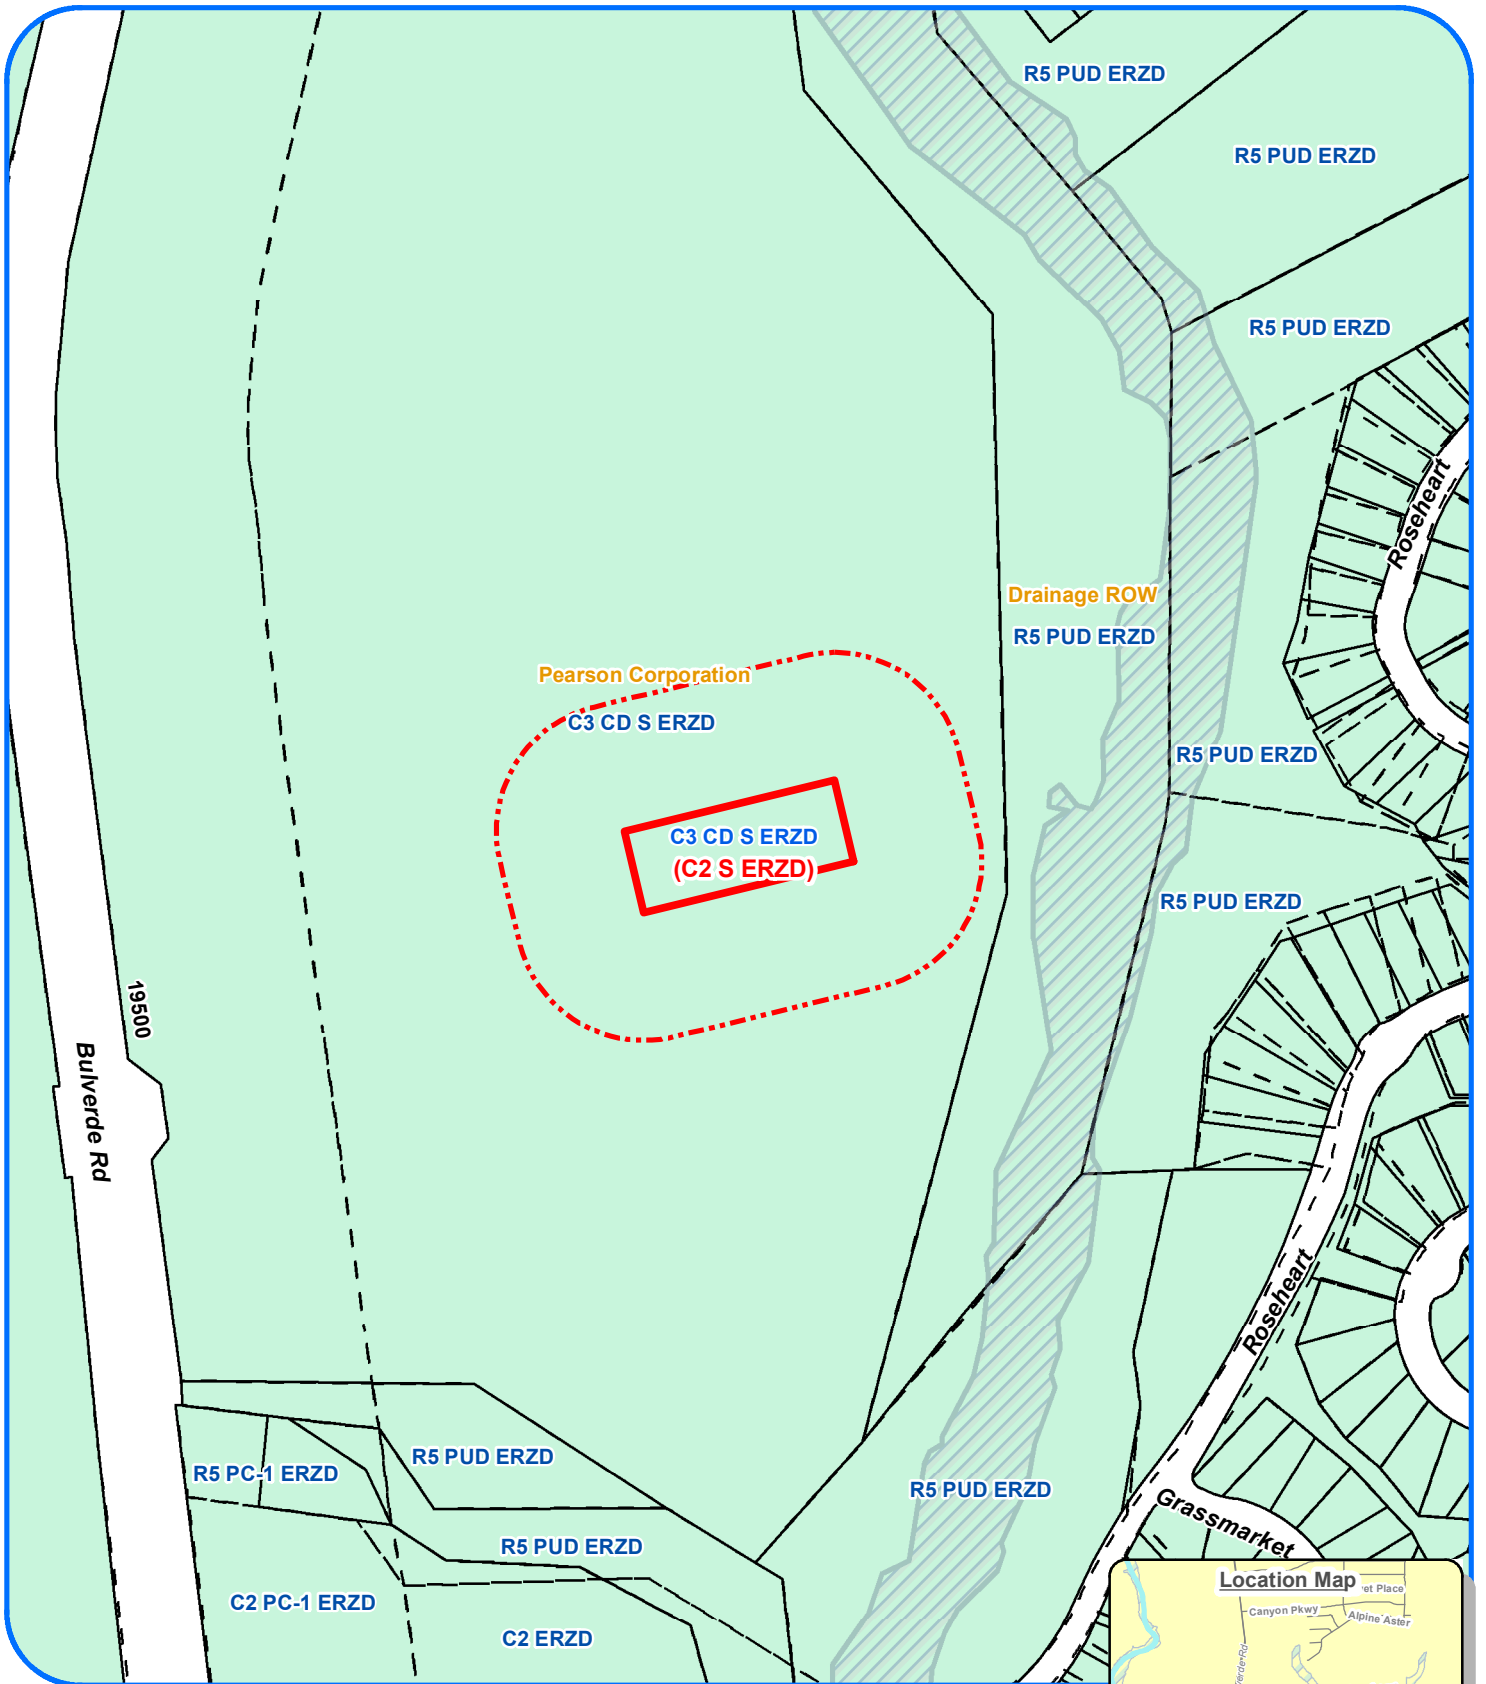 R5 PUD ERZD
R5 PUD ERZD
R5 PUD ERZD
Roseheart
Drainage ROW
R5 PUD ERZD
Pearson Corporation
C3 CD S ERZD
R5 PUD ERZD
C3 CD S ERZD
(C2 S ERZD)
R5 PUD ERZD
19500
Bulverde Rd
Roseheart
R5 PUD ERZD
R5 PC-1 ERZD
R5 PUD ERZD
Grassmarket
R5 PUD ERZD
C2 PC-1 ERZD
C2 ERZD
Location Map
Place
Canyon Pkwy
Alpine Aster
Rd